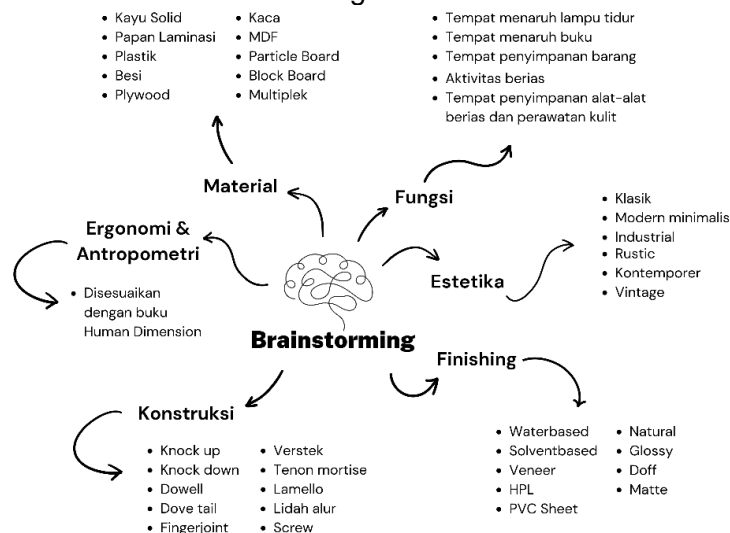 Kayu Solid
Papan Laminasi
Plastik
Besi
Plywood
Kaca
MDF
Particle Board
Block Board
Multiplek
Tempat menaruh lampu tidur
Tempat menaruh buku
Tempat penyimpanan barang
Aktivitas berias
Tempat penyimpanan alat-alat
berias dan perawatan kulit
Material
Fungsi
Ergonomi &
Antropometri
Disesuaikan
dengan buku
Human Dimension
Estetika
Klasik
Modern minimalis
Industrial
Rustic
Kontemporer
Vintage
Brainstorming
Finishing
Waterbased
Solventbased
Veneer
HPL
PVC Sheet
Natural
Glossy
Doff
Matte
Konstruksi
Knock up
Knock down
Dowell
Dove tail
Fingerjoint
Verstek
Tenon mortise
Lamello
Lidah alur
Screw